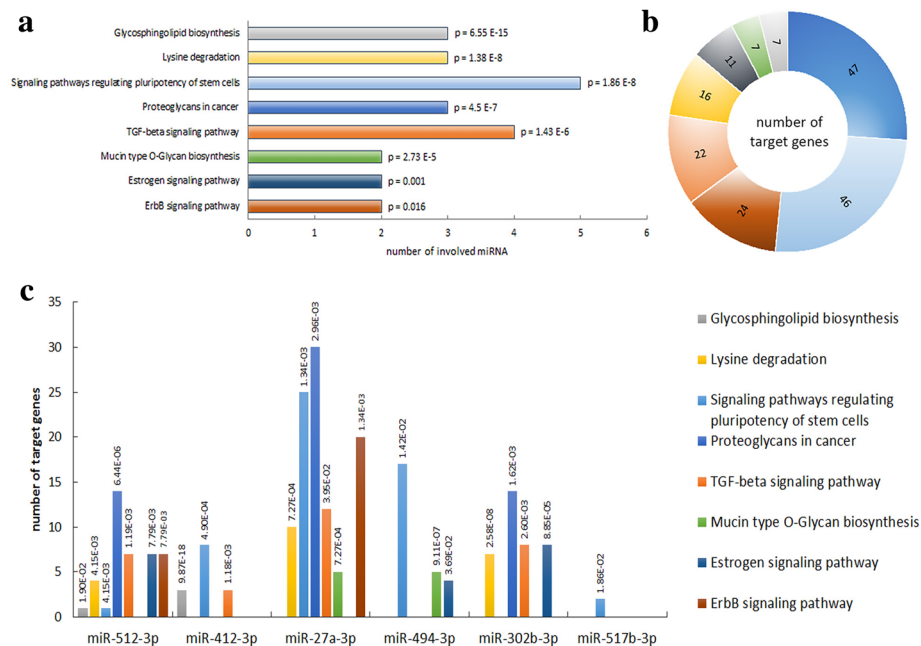 a
Glycosphingolipid biosynthesis
p = 6.55 E-15
Lysine degradation
p = 1.38 E-8
Signaling pathways regulating pluripotency of stem cells
p = 1.86 E-8
Proteoglycans in cancer
p = 4.5 E-7
TGF-beta signaling pathway
p = 1.43 E-6
Mucin type O-Glycan biosynthesis
p = 2.73 E-5
Estrogen signaling pathway
p = 0.001
ErbB signaling pathway
p = 0.016
0 1 2 3 4 5 6
number of involved miRNA
b
47
46
24
22
16
11
7
7
number of
target genes
c
number of target genes
35
30
25
20
15
10
5
0
1.90E-02
4.15E-03
4.15E-03
6.44E-06
1.19E-03
7.79E-03
7.79E-03
9.87E-18
4.90E-04
1.18E-03
7.27E-04
1.34E-03
2.96E-03
3.95E-02
7.27E-04
1.34E-03
1.42E-02
9.11E-07
3.69E-02
2.58E-08
1.62E-03
2.60E-03
8.85E-05
1.86E-02
miR-512-3p miR-412-3p miR-27a-3p miR-494-3p miR-302b-3p miR-517b-3p
Glycosphingolipid biosynthesis
Lysine degradation
Signaling pathways regulating
pluripotency of stem cells
Proteoglycans in cancer
TGF-beta signaling pathway
Mucin type O-Glycan biosynthesis
Estrogen signaling pathway
ErbB signaling pathway